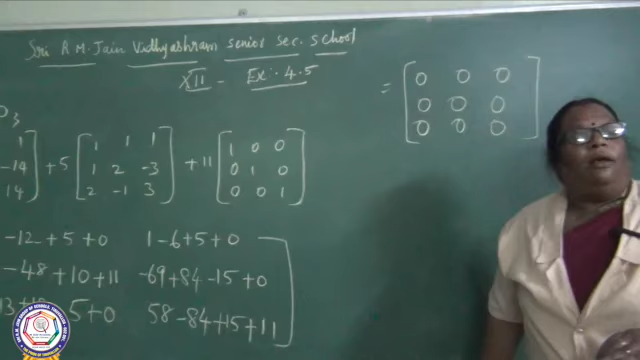 Sri R.M. Jain Vidhyashram Senior Sec. School
XII - Ex: 4.5
= [ 0 0 0
0 0 0
0 0 0 ]
1
-14 ] + 5 [ 1 1 1
1 2 -3
2 -1 3 ] + 11 [ 1 0 0
0 1 0
0 0 1 ]
14
-12 + 5 + 0 1 - 6 + 5 + 0
-48 + 10 + 11 -69 + 84 - 15 + 0
5 + 0 58 - 84 + 15 + 11